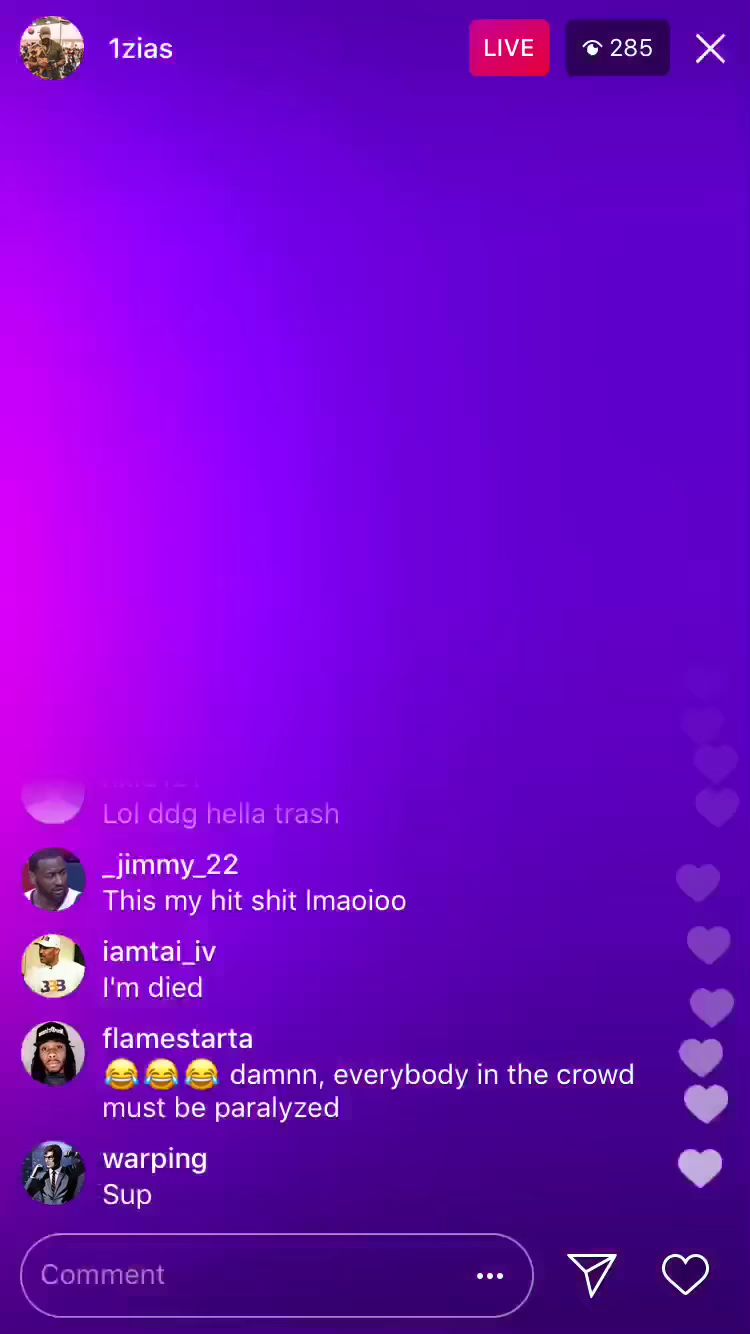 1zias
LIVE
285
Lol ddg hella trash
_jimmy_22
This my hit shit lmaoioo
iamtai_iv
I'm died
flamestarta
😂😂😂 damnn, everybody in the crowd
must be paralyzed
warping
Sup
Comment